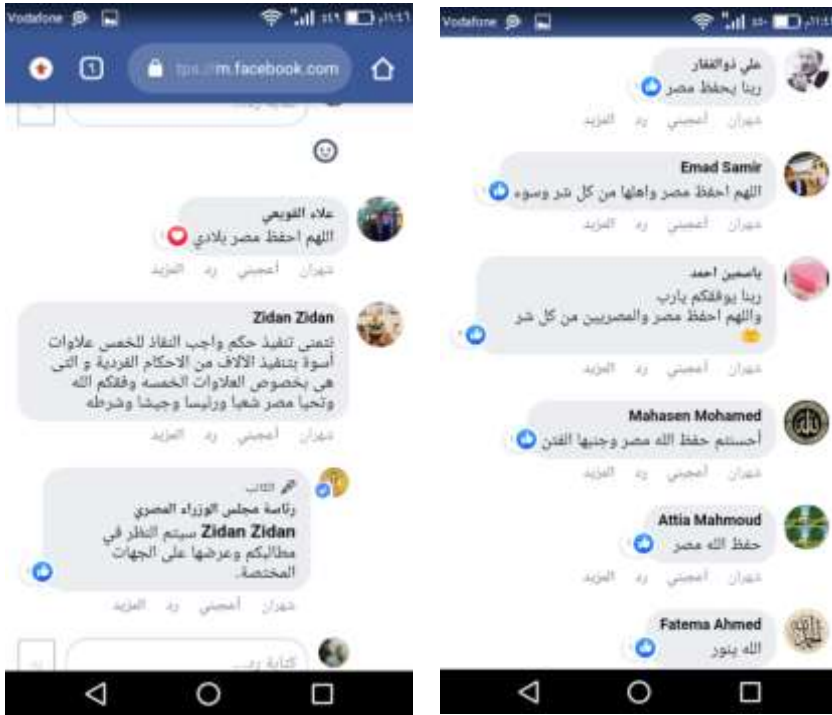 Vodafone
m.facebook.com
علاء القويعي
اللهم احفظ مصر بلادي
شهران أعجبني رد المزيد
Zidan Zidan
نتمنى تنفيذ حكم واجب النفاذ للخمس علاوات
أسوة بتنفيذ الآلاف من الاحكام الفردية و التى
هي بخصوص العلاوات الخمسه وفقكم الله
وتحيا مصر شعبا ورئيسا وجيشا وشرطه
شهران أعجبني رد المزيد
الكاتب
رئاسة مجلس الوزراء المصري
Zidan Zidan سيتم النظر في
مطالبكم وعرضها على الجهات
المختصة.
شهران أعجبني رد المزيد
كتابة رد...
Vodafone
علي ذوالفقار
ربنا يحفظ مصر
شهران أعجبني رد المزيد
Emad Samir
اللهم احفظ مصر واهلها من كل شر وسوء
شهران أعجبني رد المزيد
ياسمين احمد
ربنا يوفقكم يارب
واللهم احفظ مصر والمصريين من كل شر
شهران أعجبني رد المزيد
Mahasen Mohamed
أحسنتم حفظ الله مصر وجنبها الفتن
شهران أعجبني رد المزيد
Attia Mahmoud
حفظ الله مصر
شهران أعجبني رد المزيد
Fatema Ahmed
الله ينور